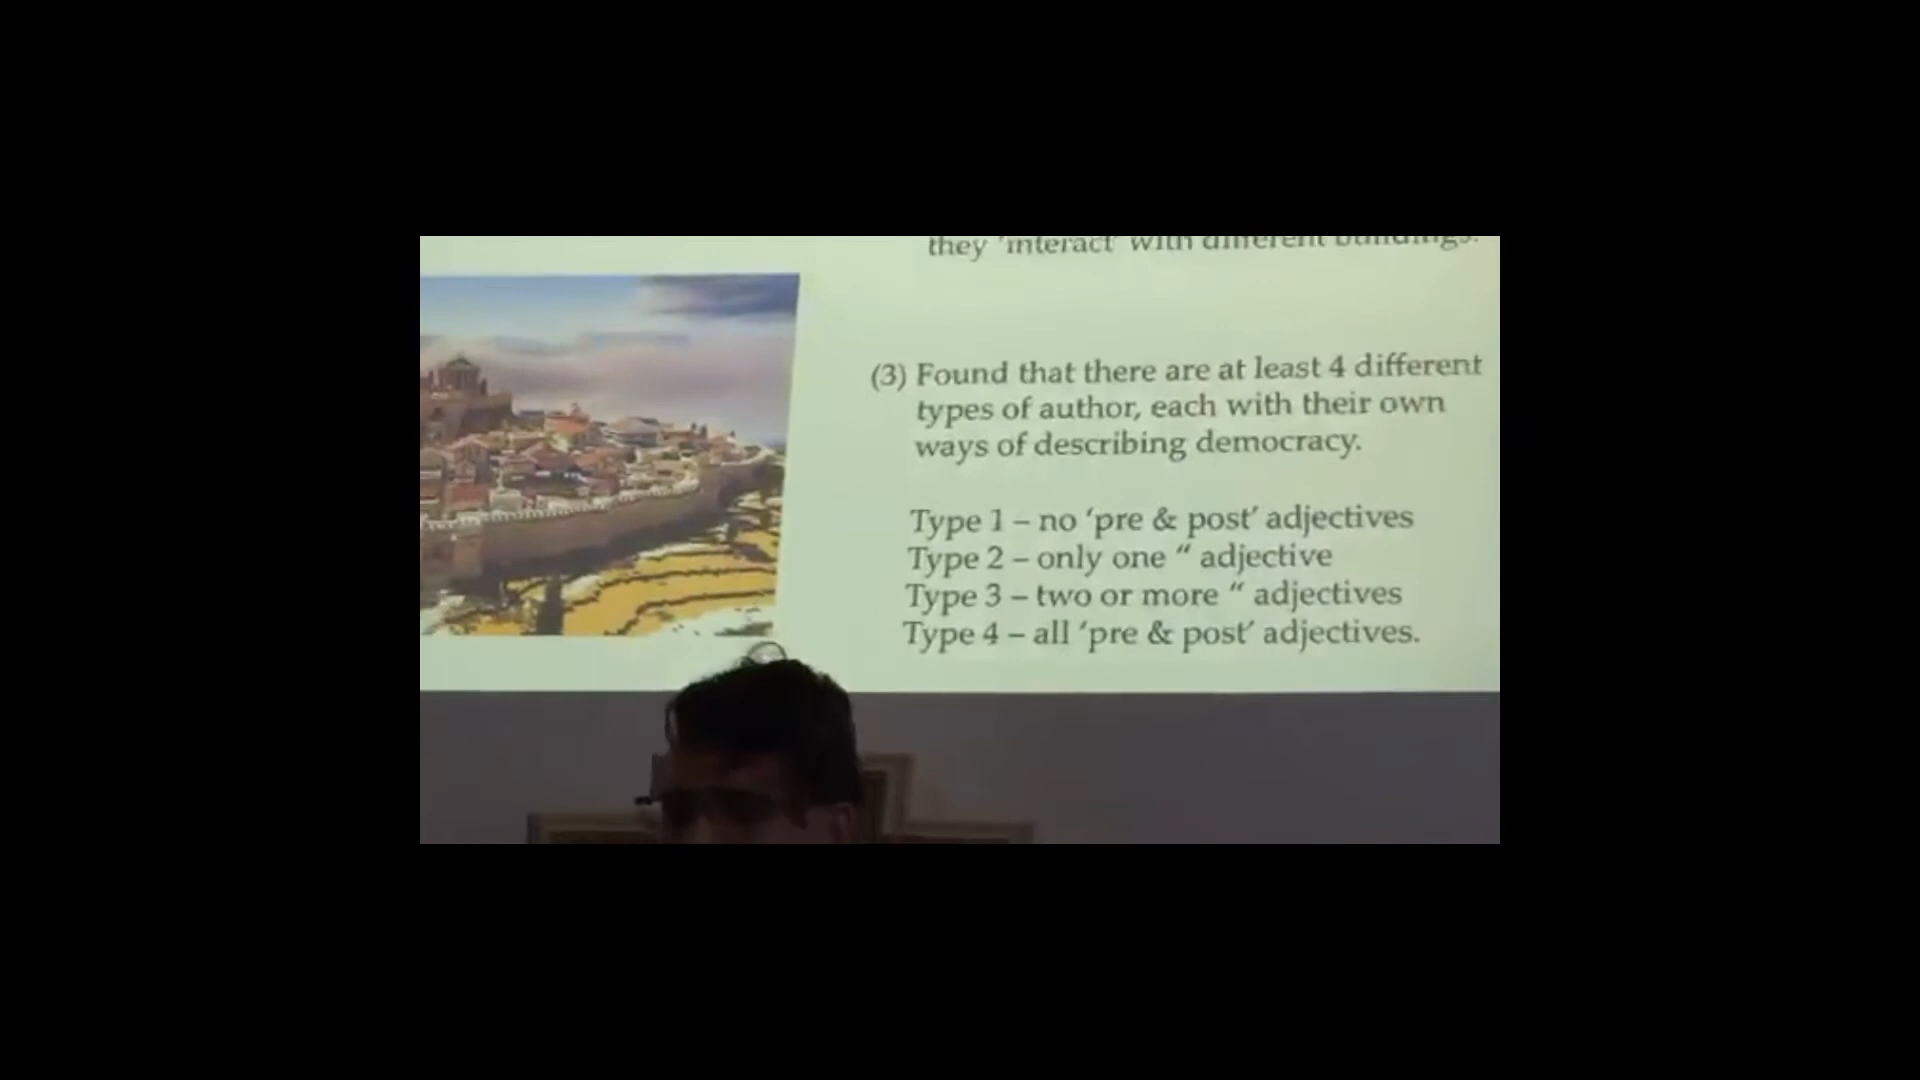 they 'interact' with different buildings.
(3) Found that there are at least 4 different
types of author, each with their own
ways of describing democracy.
Type 1 – no 'pre & post' adjectives
Type 2 – only one “ adjective
Type 3 – two or more “ adjectives
Type 4 – all 'pre & post' adjectives.